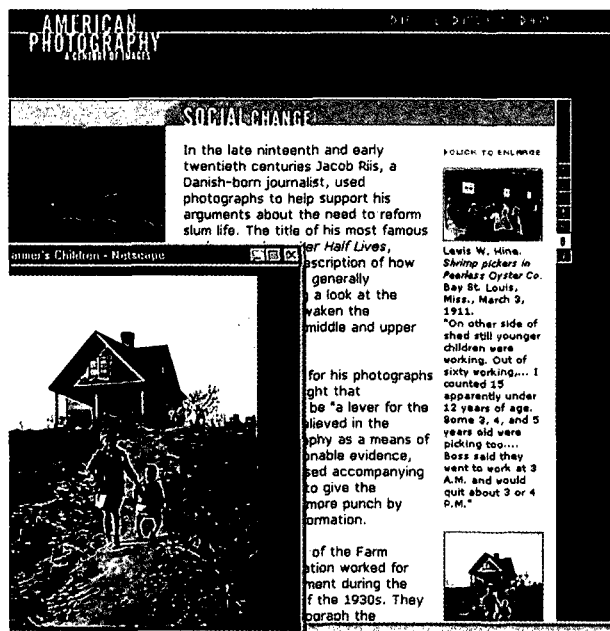 AMERICAN
PHOTOGRAPHY
A CENTURY OF IMAGES
SOCIAL CHANGE
In the late ninteenth and early
twentieth centuries Jacob Riis, a
Danish-born journalist, used
photographs to help support his
arguments about the need to reform
slum life. The title of his most famous
er Half Lives,
scription of how
generally
g a look at the
waken the
middle and upper
for his photographs
ght that
be "a lever for the
elieved in the
phy as a means of
onable evidence,
sed accompanying
to give the
more punch by
ormation.
of the Farm
ation worked for
ment during the
f the 1930s. They
ograph the
CLICK TO ENLARGE
Lewis W. Hine.
Shrimp pickers in
Peerless Oyster Co.
Bay St. Louis,
Miss., March 3,
1911.
"On other side of
shed still younger
children were
working. Out of
sixty working,... I
counted 15
apparently under
12 years of age.
Some 3, 4, and 5
years old were
picking too....
Boss said they
went to work at 3
A.M. and would
quit about 3 or 4
P.M."
armer's Children - Netscape